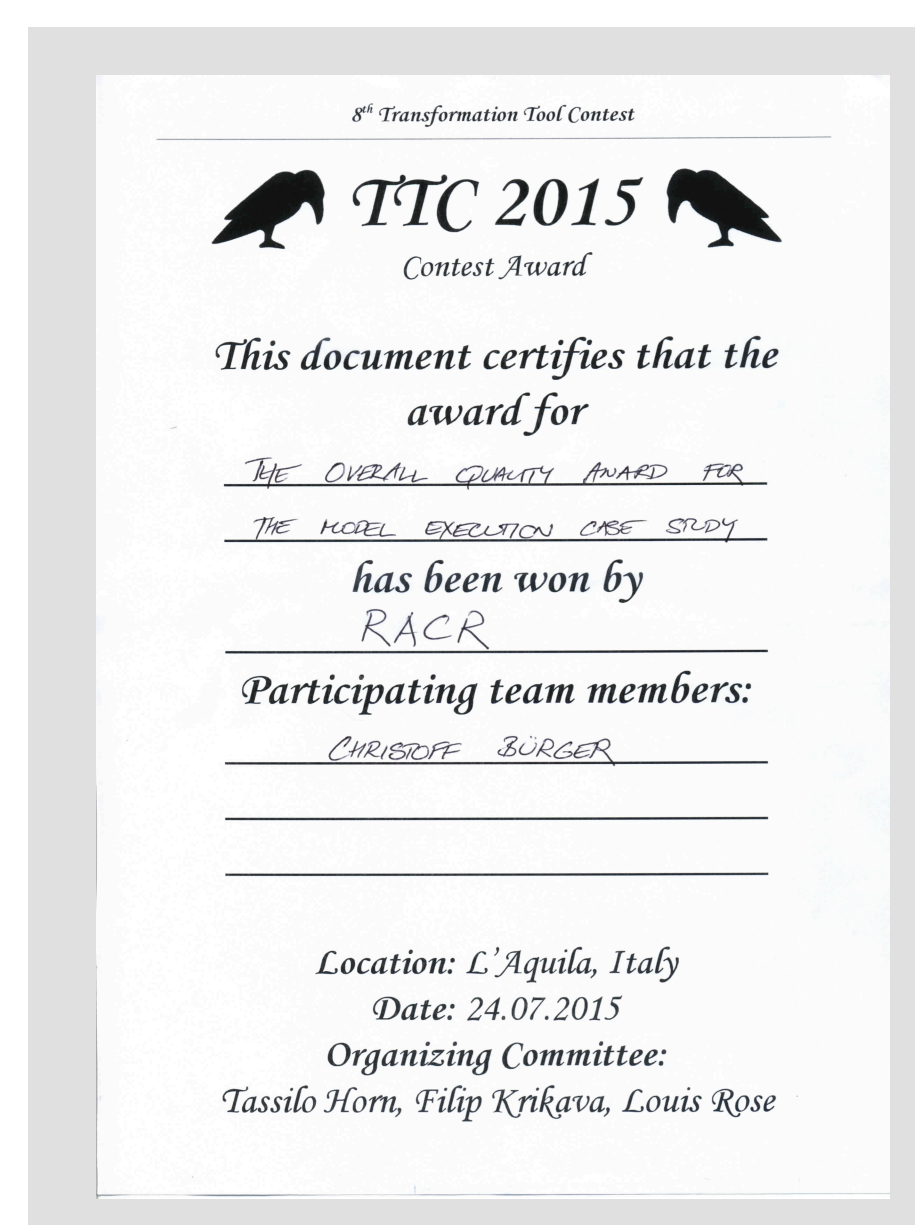 8th Transformation Tool Contest
TTC 2015
Contest Award
This document certifies that the
award for
THE OVERALL QUALITY AWARD FOR
THE MODEL EXECUTION CASE STUDY
has been won by
RACR
Participating team members:
CHRISTOFF BÜRGER
Location: L'Aquila, Italy
Date: 24.07.2015
Organizing Committee:
Tassilo Horn, Filip Krikava, Louis Rose